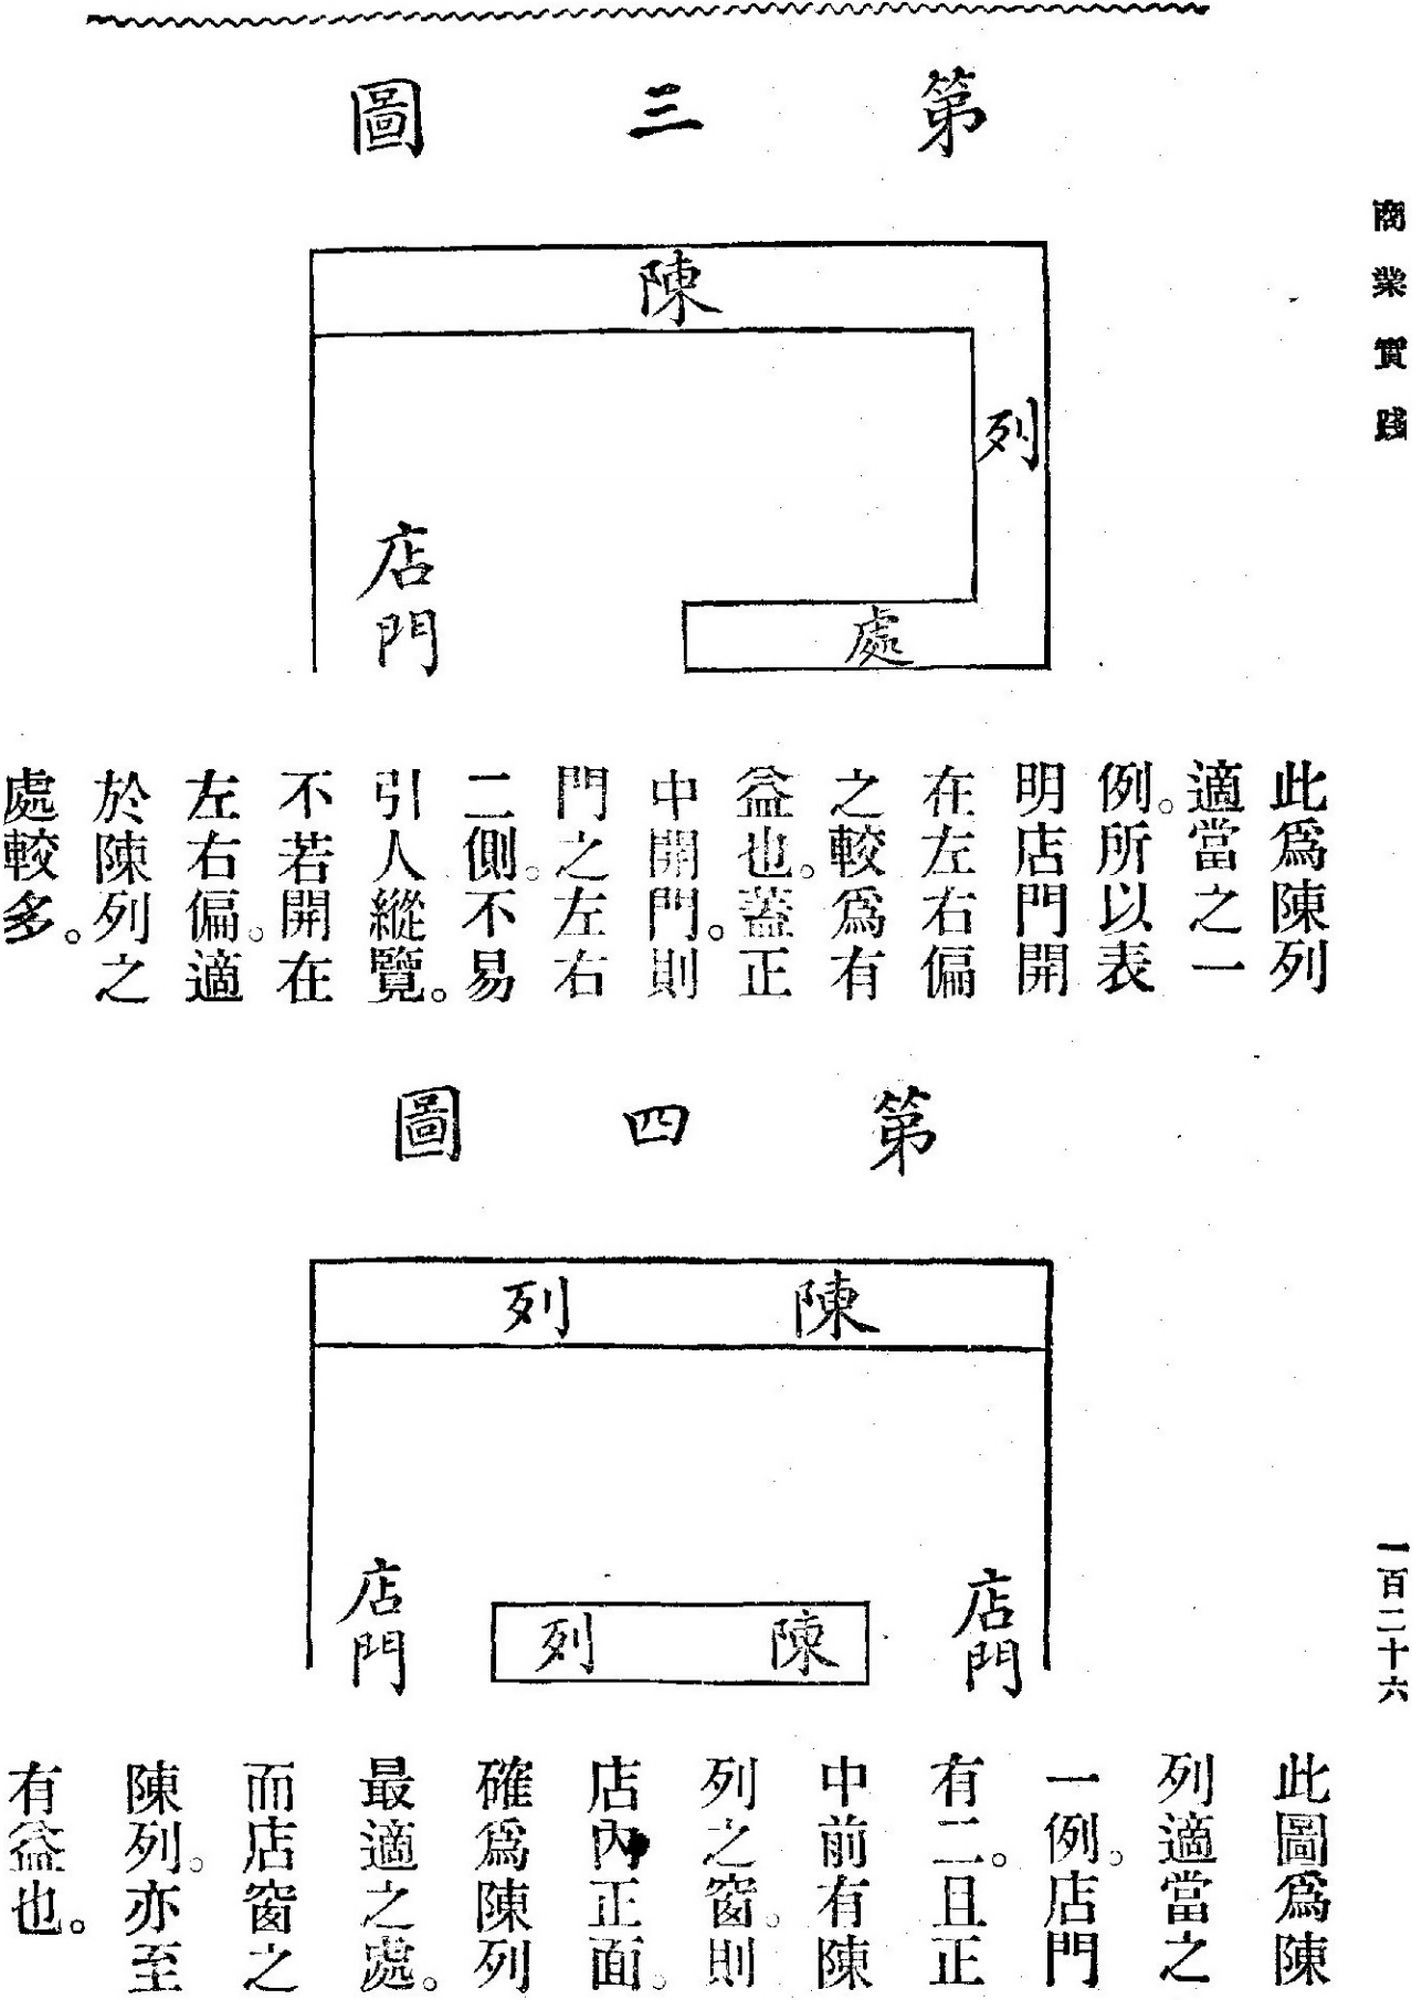 商業實踐
一百二十六
第三圖
陳
列
處
店門
此爲陳列
適當之一
例。所以表
明店門開
在左右偏
之較爲有
益也。蓋正
中開門。則
門之左右
二側。不易
引人縱覽。
不若開在
左右偏。適
於陳列之
處較多。
第四圖
陳列
店門
陳列
店門
此圖爲陳
列適當之
一例。店門
有二。且正
中前有陳
列之窗。則
店內正面。
確爲陳列
最適之處。
而店窗之
陳列。亦至
有益也。